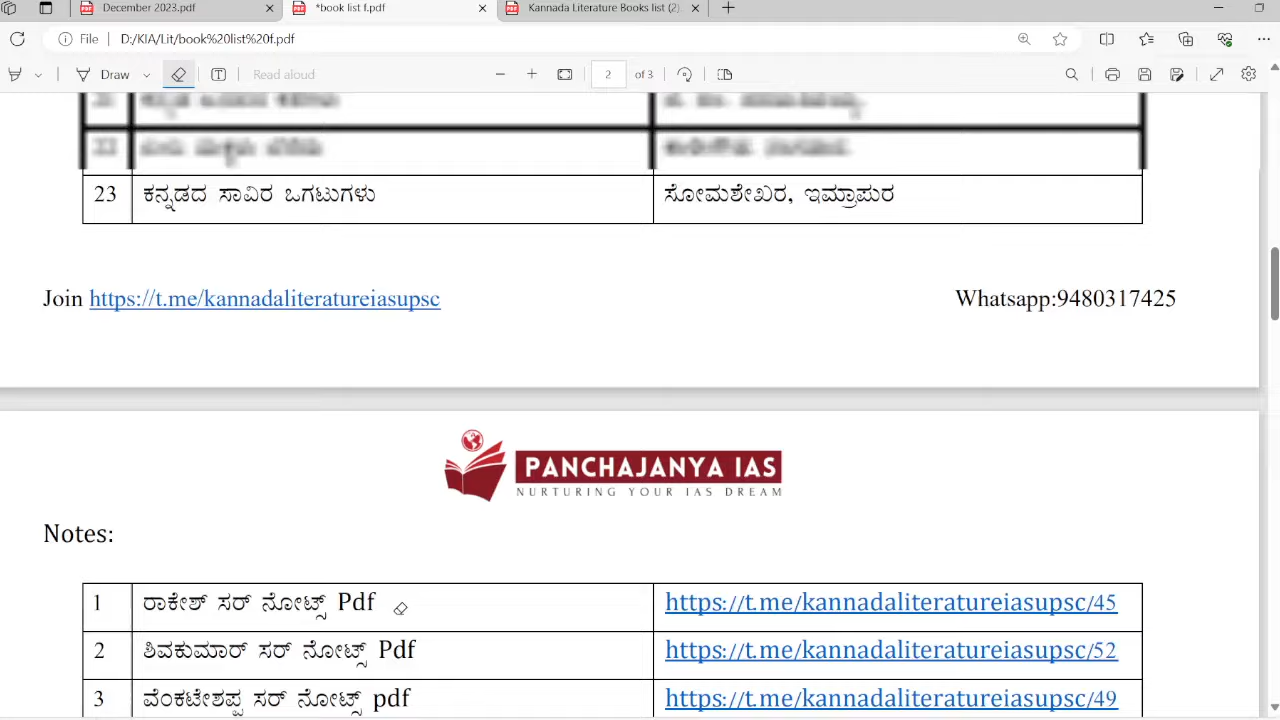 December 2023.pdf
*book list f.pdf
Kannada Literature Books list (2).
File D:/KIA/Lit/book%20list%20f.pdf
Draw
Read aloud
2 of 3
23 ಕನ್ನಡದ ಸಾವಿರ ಒಗಟುಗಳು ಸೋಮಶೇಖರ, ಇಮ್ರಾಪುರ
Join https://t.me/kannadaliteratureiasupsc Whatsapp:9480317425
PANCHAJANYA IAS
NURTURING YOUR IAS DREAM
Notes:
1 ರಾಕೇಶ್ ಸರ್ ನೋಟ್ಸ್ Pdf https://t.me/kannadaliteratureiasupsc/45
2 ಶಿವಕುಮಾರ್ ಸರ್ ನೋಟ್ಸ್ Pdf https://t.me/kannadaliteratureiasupsc/52
3 ವೆಂಕಟೇಶಪ್ಪ ಸರ್ ನೋಟ್ಸ್ pdf https://t.me/kannadaliteratureiasupsc/49